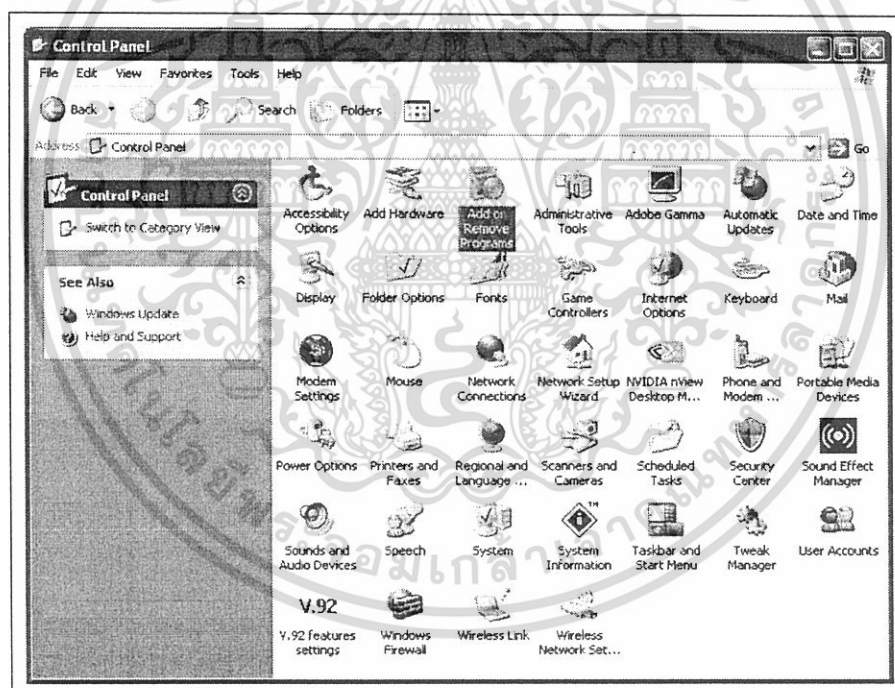 Control Panel
File Edit View Favorites Tools Help
Back Search Folders
Address Control Panel Go
Control Panel
Switch to Category View
See Also
Windows Update
Help and Support
Accessibility Options
Add Hardware
Add or Remove Programs
Administrative Tools
Adobe Gamma
Automatic Updates
Date and Time
Display
Folder Options
Fonts
Game Controllers
Internet Options
Keyboard
Mail
Modem Settings
Mouse
Network Connections
Network Setup Wizard
NVIDIA nView Desktop M...
Phone and Modem ...
Portable Media Devices
Power Options
Printers and Faxes
Regional and Language ...
Scanners and Cameras
Scheduled Tasks
Security Center
Sound Effect Manager
Sounds and Audio Devices
Speech
System
System Information
Taskbar and Start Menu
Tweak Manager
User Accounts
V.92
V.92 features settings
Windows Firewall
Wireless Link
Wireless Network Set...